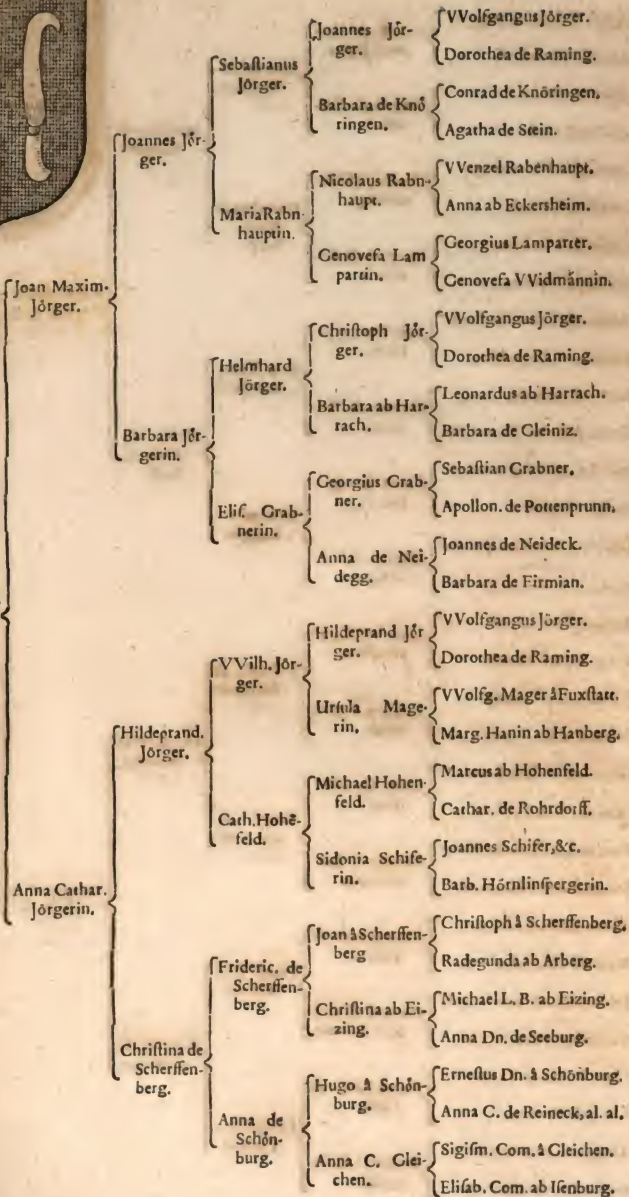 Joan Maxim.
Jörger.
Anna Cathar.
Jörgerin.
Joannes Jör-
ger.
Barbara Jör-
gerin.
Hildeprand.
Jörger.
Chriſtina de
Scherffen-
berg.
Sebaſtianus
Jörger.
Maria Rabn-
hauptin.
Helmhard
Jörger.
Eliſ. Grab-
nerin.
VVilh. Jör-
ger.
Cath. Hohē-
feld.
Frideric. de
Scherffen-
berg.
Anna de
Schön-
burg.
Joannes Jör-
ger.
Barbara de Knö
ringen.
Nicolaus Rabn-
haupt.
Genovefa Lam
partin.
Chriſtoph Jör-
ger.
Barbara ab Har-
rach.
Georgius Grab-
ner.
Anna de Nei-
degg.
Hildeprand Jör
ger.
Urſula Mage-
rin.
Michael Hohen-
feld.
Sidonia Schife-
rin.
Joan à Scherffen-
berg
Chriſtina ab Ei-
zing.
Hugo à Schön-
burg.
Anna C. Glei-
chen.
VVolfgangus Jörger.
Dorothea de Raming.
Conrad de Knöringen.
Agatha de Stein.
VVenzel Rabenhaupt.
Anna ab Eckersheim.
Georgius Lamparter.
Genovefa VVidmännin.
VVolfgangus Jörger.
Dorothea de Raming.
Leonardus ab Harrach.
Barbara de Gleiniz.
Sebaſtian Grabner.
Apollon. de Pottenprunn.
Joannes de Neideck.
Barbara de Firmian.
VVolfgangus Jörger.
Dorothea de Raming.
VVolfg. Mager à Fuxſtatt.
Marg. Hanin ab Hanberg.
Marcus ab Hohenfeld.
Cathar. de Rohrdorff.
Joannes Schifer, &c.
Barb. Hörnlinſpergerin.
Chriſtoph à Scherffenberg.
Radegunda ab Arberg.
Michael L. B. ab Eizing.
Anna Dn. de Seeburg.
Erneſtus Dn. à Schönburg.
Anna C. de Reineck, al. al.
Sigiſm. Com. à Gleichen.
Eliſab. Com. ab Iſenburg.